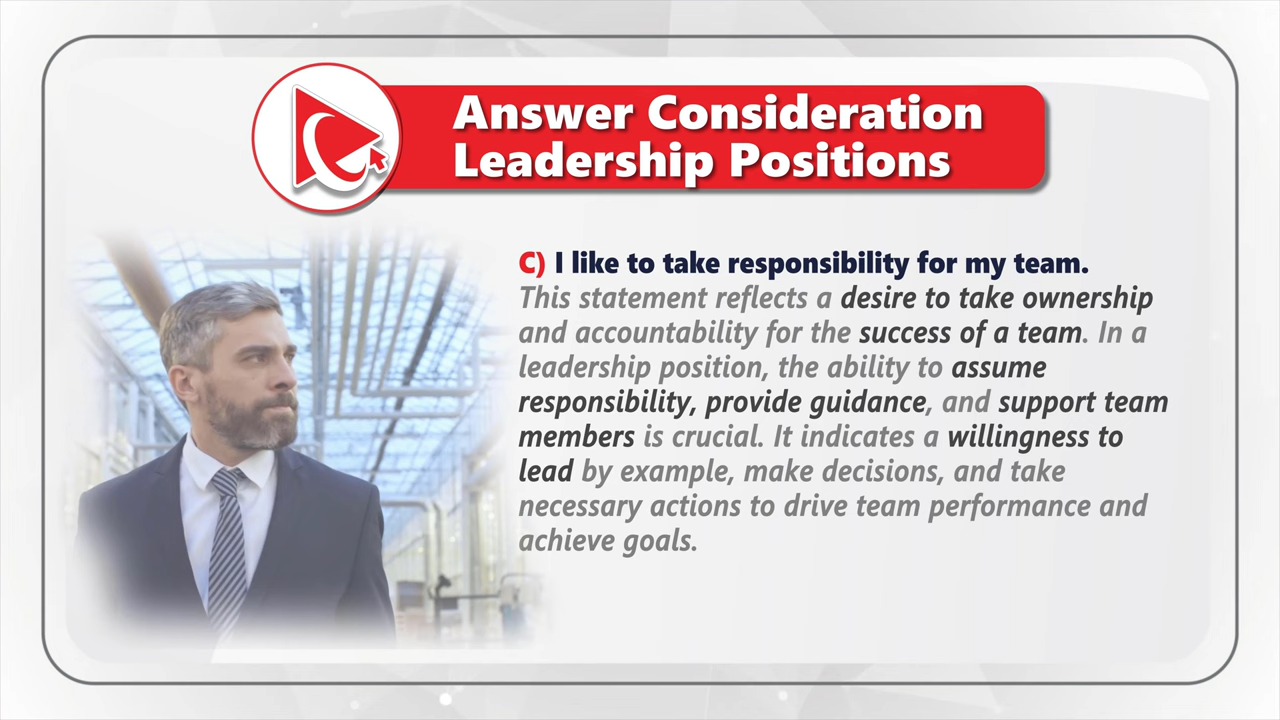 Answer Consideration
Leadership Positions
C) I like to take responsibility for my team.
This statement reflects a desire to take ownership
and accountability for the success of a team. In a
leadership position, the ability to assume
responsibility, provide guidance, and support team
members is crucial. It indicates a willingness to
lead by example, make decisions, and take
necessary actions to drive team performance and
achieve goals.